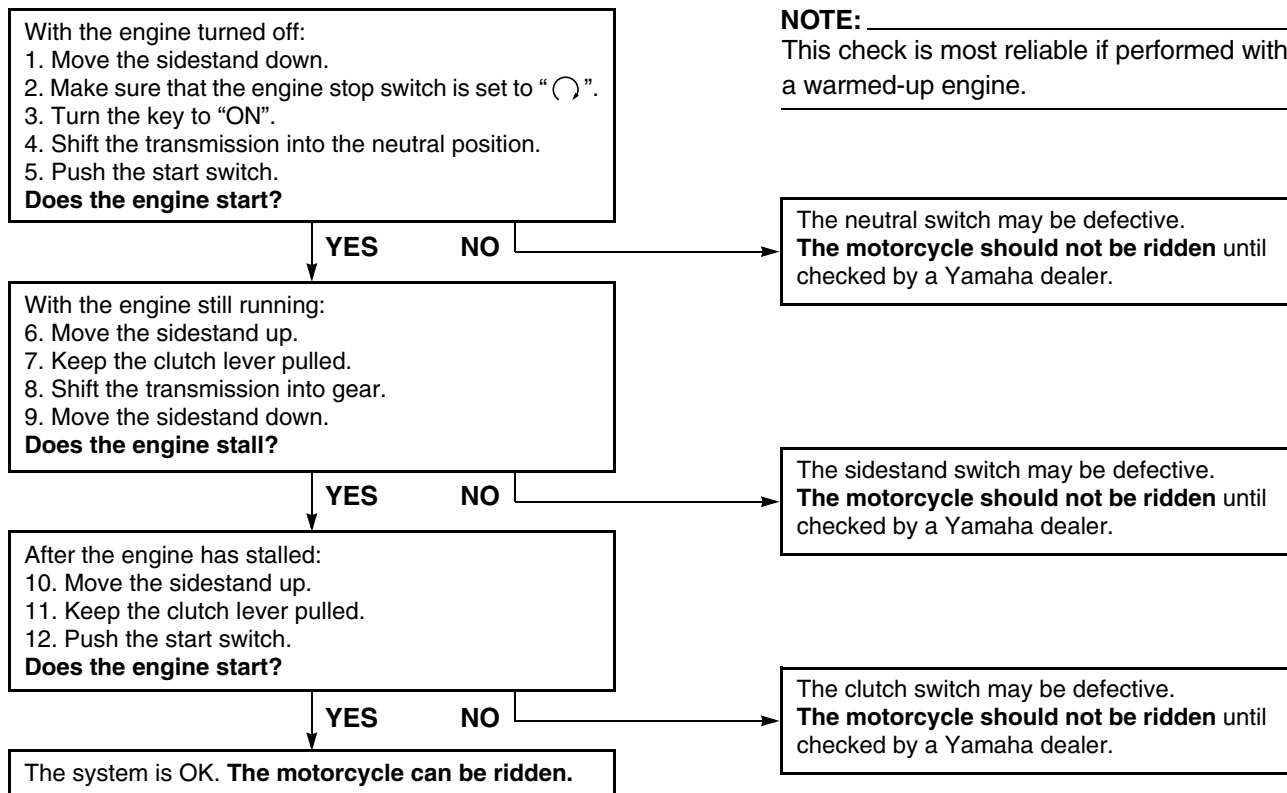 With the engine turned off:
1. Move the sidestand down.
2. Make sure that the engine stop switch is set to “ ”.
3. Turn the key to “ON”.
4. Shift the transmission into the neutral position.
5. Push the start switch.
Does the engine start?
NOTE:
This check is most reliable if performed with
a warmed-up engine.
YES NO
The neutral switch may be defective.
The motorcycle should not be ridden until
checked by a Yamaha dealer.
With the engine still running:
6. Move the sidestand up.
7. Keep the clutch lever pulled.
8. Shift the transmission into gear.
9. Move the sidestand down.
Does the engine stall?
YES NO
The sidestand switch may be defective.
The motorcycle should not be ridden until
checked by a Yamaha dealer.
After the engine has stalled:
10. Move the sidestand up.
11. Keep the clutch lever pulled.
12. Push the start switch.
Does the engine start?
YES NO
The clutch switch may be defective.
The motorcycle should not be ridden until
checked by a Yamaha dealer.
The system is OK. The motorcycle can be ridden.